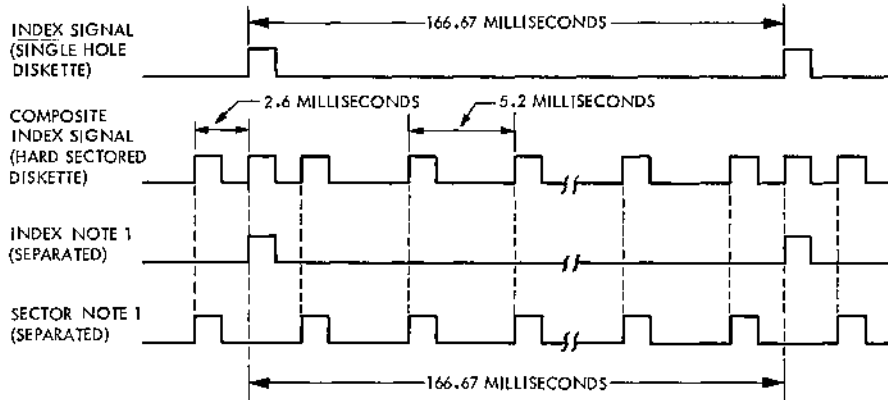 166.67 MILLISECONDS
INDEX SIGNAL
(SINGLE HOLE
DISKETTE)
2.6 MILLISECONDS
5.2 MILLISECONDS
COMPOSITE
INDEX SIGNAL
(HARD SECTORED
DISKETTE)
INDEX NOTE 1
(SEPARATED)
SECTOR NOTE 1
(SEPARATED)
166.67 MILLISECONDS